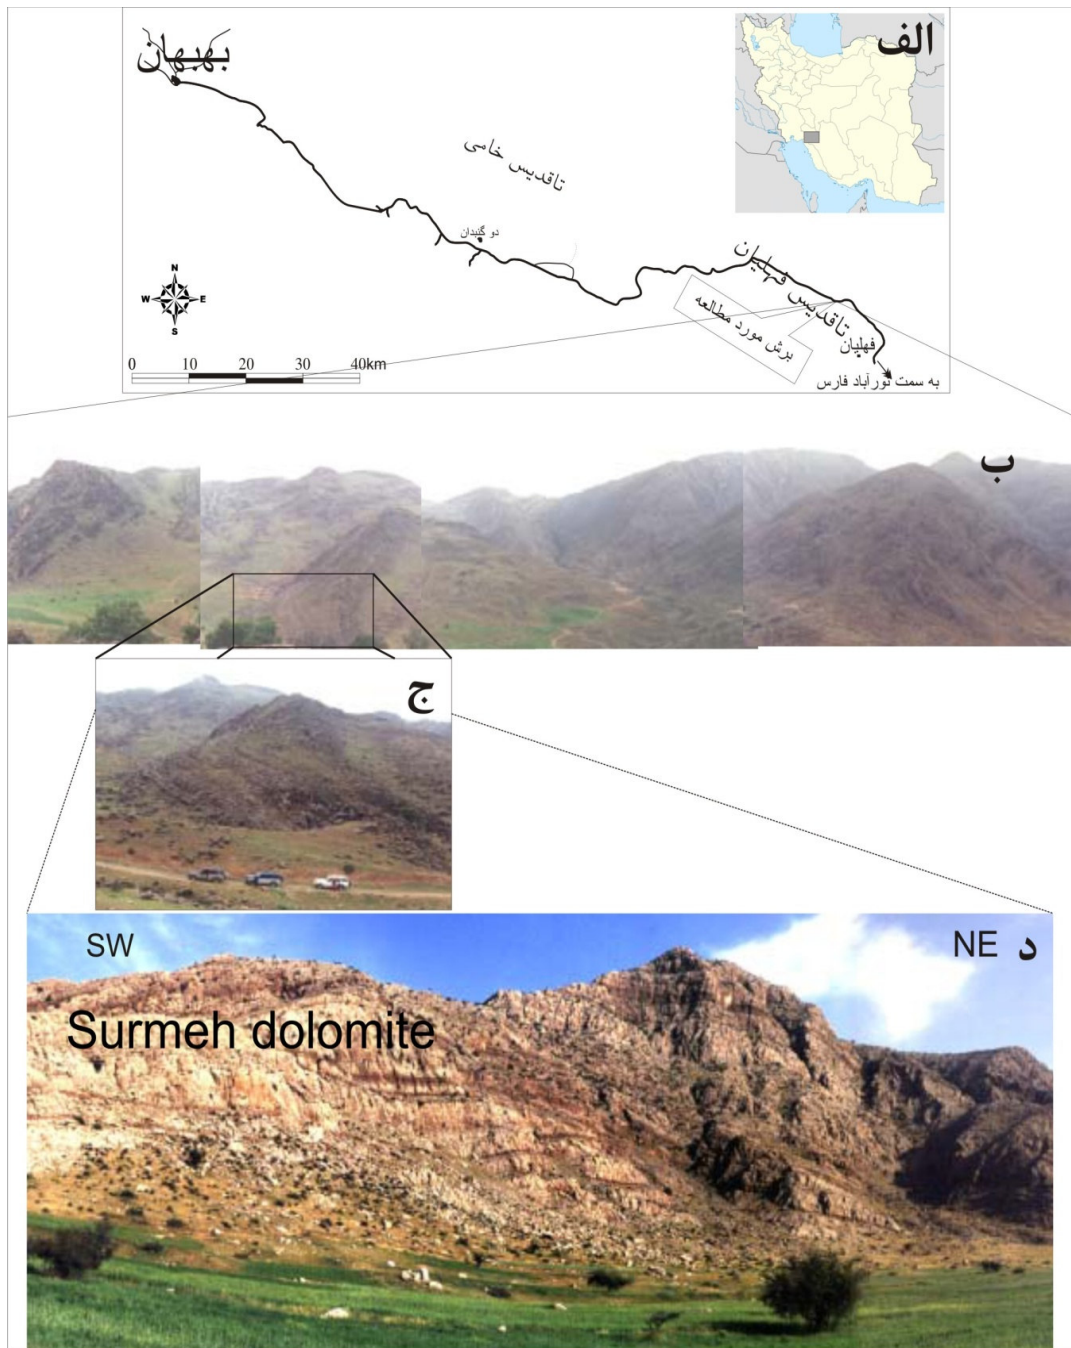 الف
بهبهان
تاقدیس خامی
دو گنبدان
تاقدیس فهلیان
برش مورد مطالعه
فهلیان
به سمت نورآباد فارس
N
W E
S
0 10 20 30 40km
ب
ج
SW NE د
Surmeh dolomite